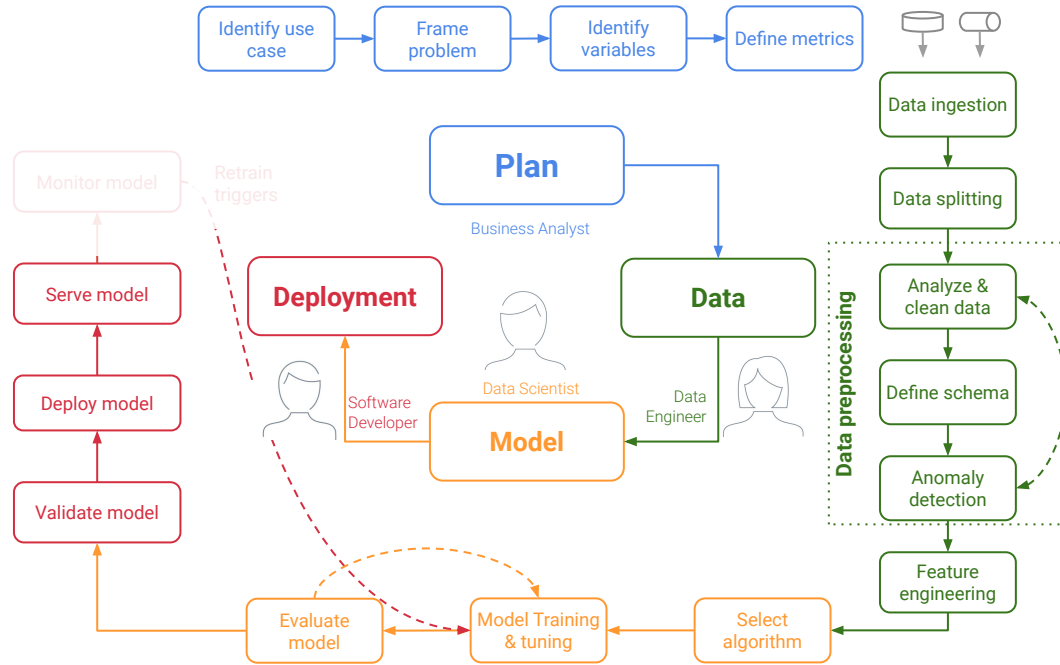 Identify use
case
Frame
problem
Identify
variables
Define metrics
Data ingestion
Plan
Monitor model
Retrain
triggers
Data splitting
Business Analyst
Serve model
Deployment
Data
Analyze &
clean data
Data preprocessing
Data Scientist
Deploy model
Software
Developer
Data
Engineer
Define schema
Model
Validate model
Anomaly
detection
Feature
engineering
Evaluate
model
Model Training
& tuning
Select
algorithm